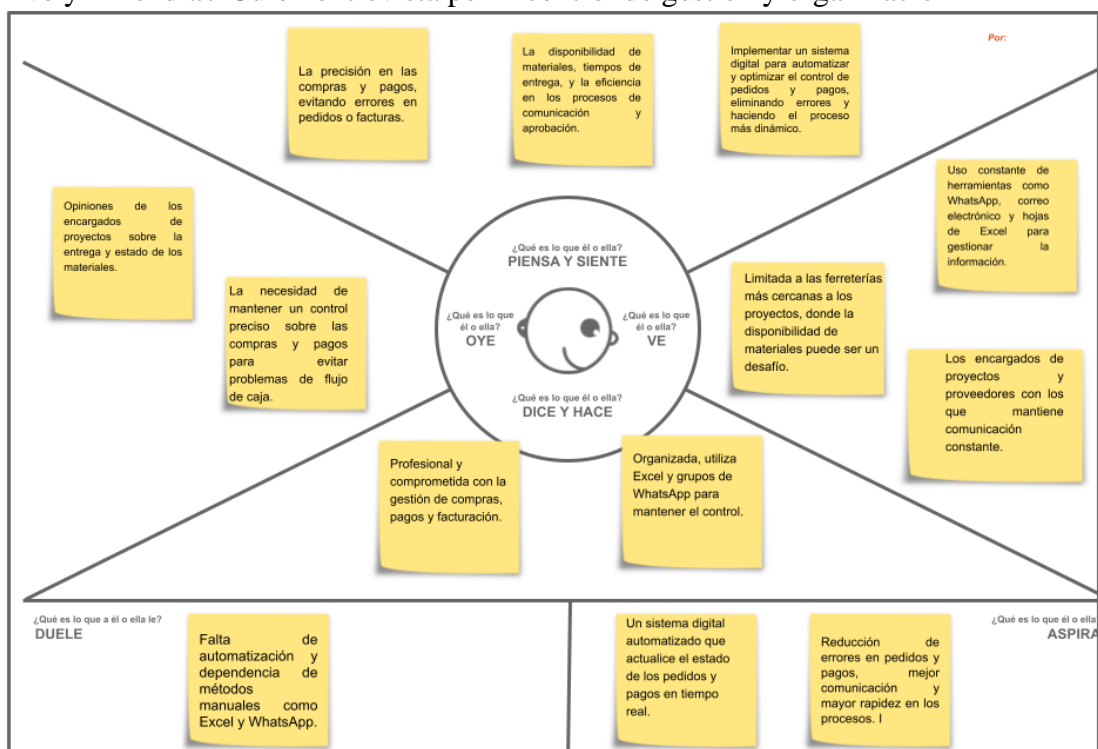 Por:
La precisión en las
compras y pagos,
evitando errores en
pedidos o facturas.
La disponibilidad de
materiales, tiempos de
entrega, y la eficiencia
en los procesos de
comunicación y
aprobación.
Implementar un sistema
digital para automatizar
y optimizar el control de
pedidos y pagos,
eliminando errores y
haciendo el proceso
más dinámico.
Opiniones de los
encargados de
proyectos sobre la
entrega y estado de los
materiales.
La necesidad de
mantener un control
preciso sobre las
compras y pagos
para evitar
problemas de flujo
de caja.
¿Qué es lo que él o ella?
PIENSA Y SIENTE
¿Qué es lo que
él o ella?
OYE
¿Qué es lo que
él o ella?
VE
¿Qué es lo que él o ella?
DICE Y HACE
Uso constante de
herramientas como
WhatsApp, correo
electrónico y hojas
de Excel para
gestionar la
información.
Limitada a las ferreterías
más cercanas a los
proyectos, donde la
disponibilidad de
materiales puede ser un
desafío.
Los encargados de
proyectos y
proveedores con los
que mantiene
comunicación
constante.
Profesional y
comprometida con la
gestión de compras,
pagos y facturación.
Organizada, utiliza
Excel y grupos de
WhatsApp para
mantener el control.
¿Qué es lo que a él o ella le?
DUELE
Falta de
automatización y
dependencia de
métodos
manuales como
Excel y WhatsApp.
¿Qué es lo que él o ella
ASPIRA
Un sistema digital
automatizado que
actualice el estado
de los pedidos y
pagos en tiempo
real.
Reducción de
errores en pedidos y
pagos, mejor
comunicación y
mayor rapidez en los
procesos. l